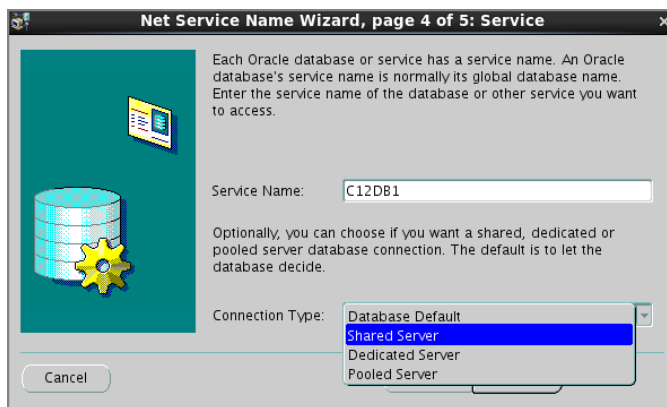 Net Service Name Wizard, page 4 of 5: Service
Each Oracle database or service has a service name. An Oracle
database's service name is normally its global database name.
Enter the service name of the database or other service you want
to access.
Service Name:
C12DB1
Optionally, you can choose if you want a shared, dedicated or
pooled server database connection. The default is to let the
database decide.
Connection Type:
Database Default
Shared Server
Dedicated Server
Pooled Server
Cancel